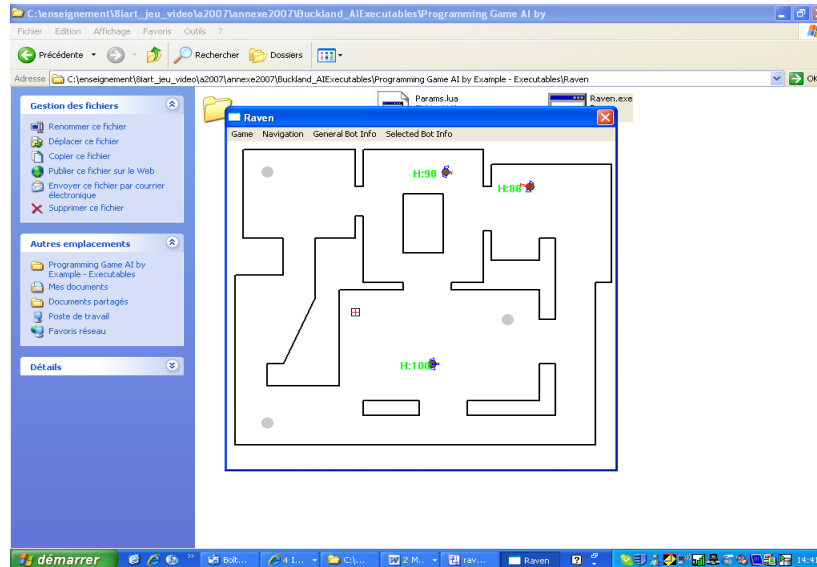 C:\enseignement\8iart_jeu_video\a2007\annexe2007\Buckland_AIExecutables\Programming Game AI by
Fichier Edition Affichage Favoris Outils ?
Précédente Rechercher Dossiers
Adresse C:\enseignement\8iart_jeu_video\a2007\annexe2007\Buckland_AIExecutables\Programming Game AI by Example - Executables\Raven OK
Gestion des fichiers
Renommer ce fichier
Déplacer ce fichier
Copier ce fichier
Publier ce fichier sur le Web
Envoyer ce fichier par courrier
électronique
Supprimer ce fichier
Autres emplacements
Programming Game AI by
Example - Executables
Mes documents
Documents partagés
Poste de travail
Favoris réseau
Détails
Params.lua
Raven.exe
Raven
Game Navigation General Bot Info Selected Bot Info
H:90
H:88
H:100
démarrer Boît... 4 I... C:\... 2 M... rav... Raven 14:41